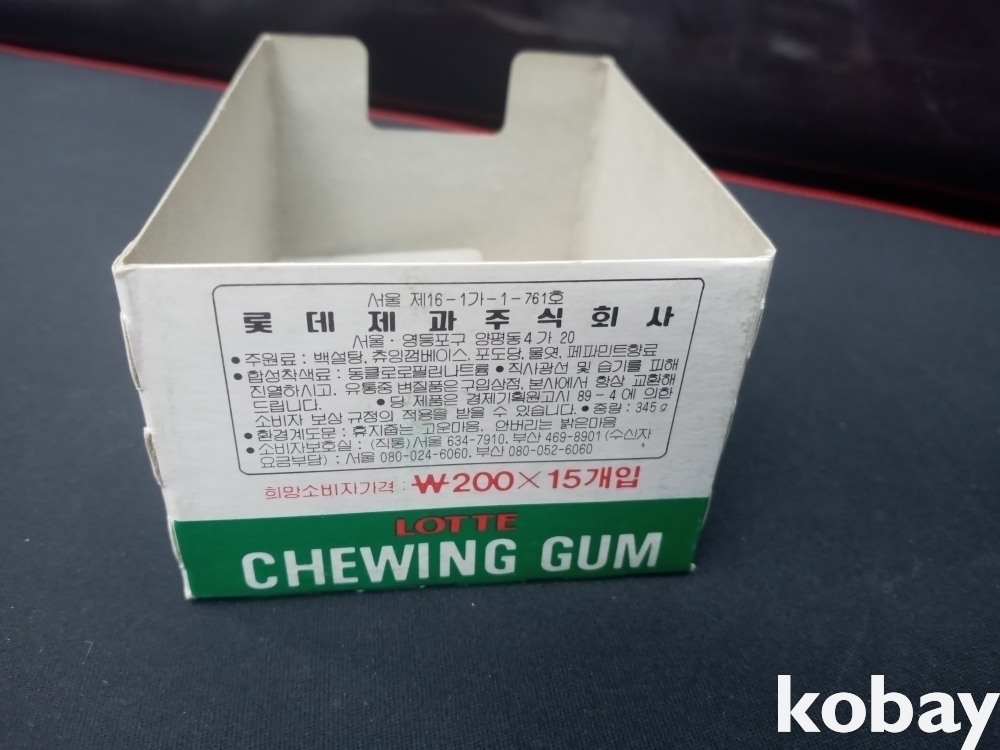 서울 제16-1가-1-761호
롯데제과주식회사
서울·영등포구 양평동4가 20
●주원료 : 백설탕, 츄잉껌베이스, 포도당, 물엿, 페파민트향료
●합성착색료 : 동클로로필린나트륨 ●직사광선 및 습기를 피해
진열하시고, 유통중 변질품은 구입상점, 본사에서 항상 교환해
드립니다. ●당 제품은 경제기획원고시 89-4에 의한
소비자 보상 규정의 적용을 받을 수 있습니다. ●중량 : 345g
●환경계도문 : 휴지줍는 고운마음, 안버리는 밝은마음
●소비자보호실 : (직통) 서울 634-7910, 부산 469-8901 (수신자
요금부담) : 서울 080-024-6060, 부산 080-052-6060
희망소비자가격 : ₩200×15개입
LOTTE
CHEWING GUM
kobay